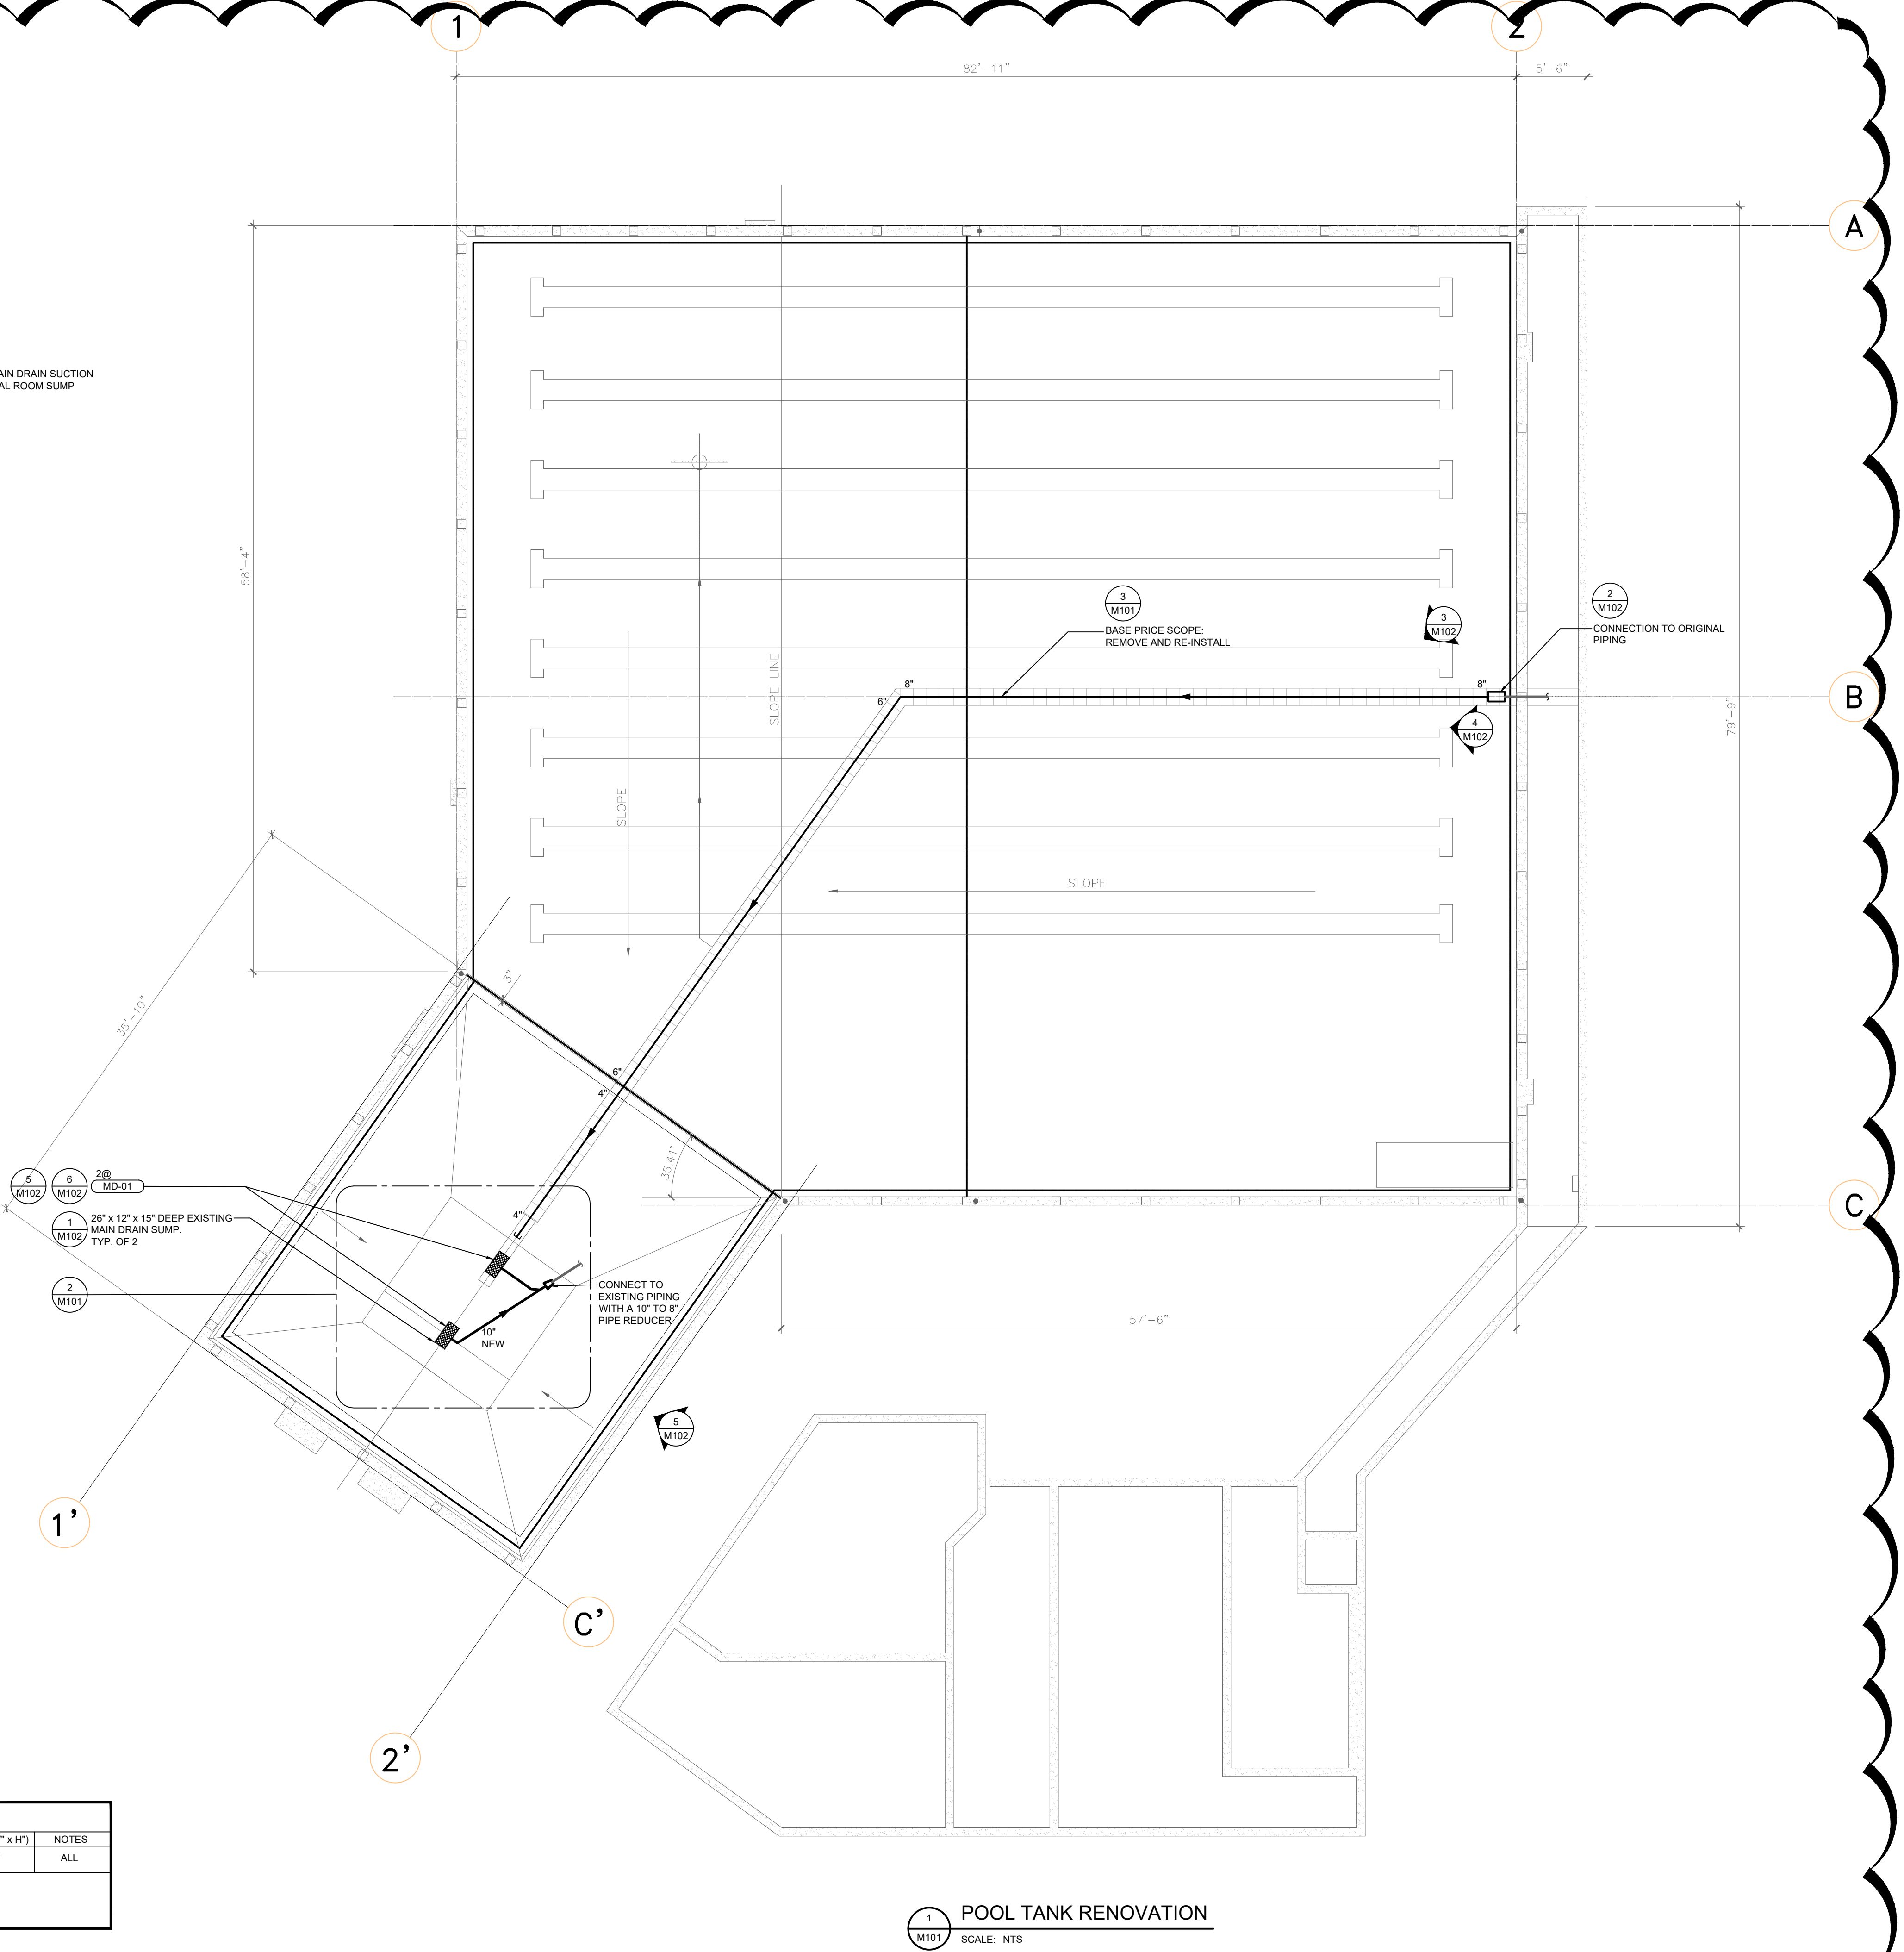 1
2
82'-11"
5'-6"
A
AIN DRAIN SUCTION
AL ROOM SUMP
58'-4"
3
M101
BASE PRICE SCOPE:
REMOVE AND RE-INSTALL
3
M102
2
M102
CONNECTION TO ORIGINAL
PIPING
SLOPE LINE
8"
6"
8"
B
4
M102
79'-9"
SLOPE
SLOPE
3"
35'-10"
6"
4"
35.41°
5
M102
6
M102
2@
MD-01
1
M102
26" x 12" x 15" DEEP EXISTING
MAIN DRAIN SUMP.
TYP. OF 2
4"
C
2
M101
CONNECT TO
EXISTING PIPING
WITH A 10" TO 8"
PIPE REDUCER
10"
NEW
57'-6"
5
M102
1'
C'
2'
" x H")
NOTES
ALL
1
M101
POOL TANK RENOVATION
SCALE: NTS